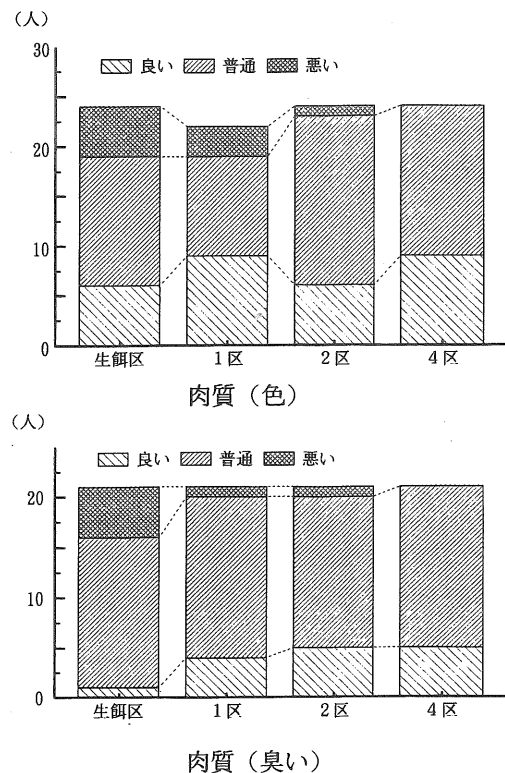 （人）
30
良い 普通 悪い
20
10
0
生餌区 1区 2区 4区
肉質（色）
（人）
良い 普通 悪い
20
10
0
生餌区 1区 2区 4区
肉質（臭い）